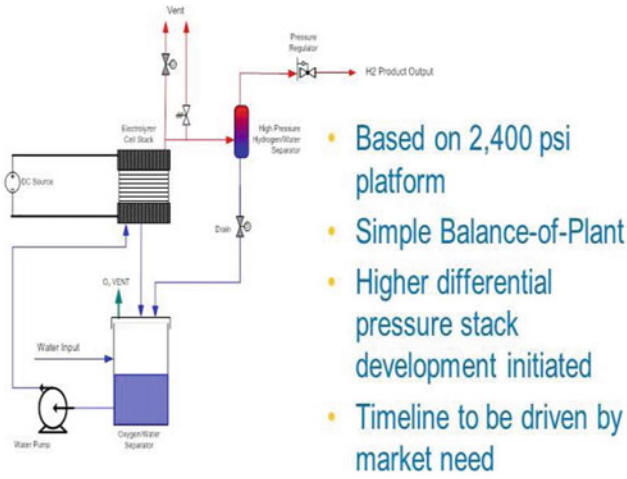 Vent
Pressure
Regulator
H2 Product Output
Electrolyzer
Cell Stack
High Pressure
Hydrogen/Water
Separator
DC Source
Drain
O₂ VENT
Water Input
Water Pump
Oxygen/Water
Separator
• Based on 2,400 psi
platform
• Simple Balance-of-Plant
• Higher differential
pressure stack
development initiated
• Timeline to be driven by
market need